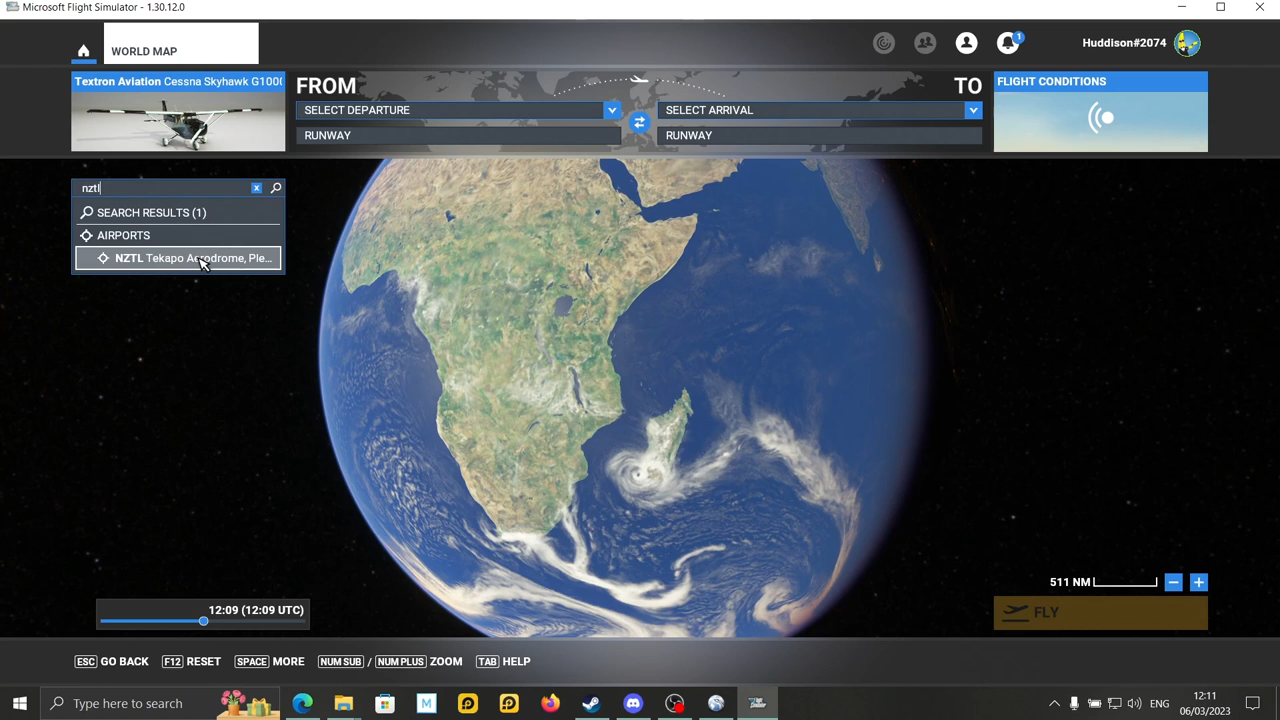 Microsoft Flight Simulator - 1.30.12.0
WORLD MAP
1
Huddison#2074
Textron Aviation Cessna Skyhawk G1000
FROM
TO
SELECT DEPARTURE
SELECT ARRIVAL
RUNWAY
RUNWAY
FLIGHT CONDITIONS
nztl
x
SEARCH RESULTS (1)
AIRPORTS
NZTL Tekapo Aerodrome, Ple...
511 NM
FLY
12:09 (12:09 UTC)
ESC GO BACK F12 RESET SPACE MORE NUM SUB / NUM PLUS ZOOM TAB HELP
Type here to search
M
ENG
12:11
06/03/2023